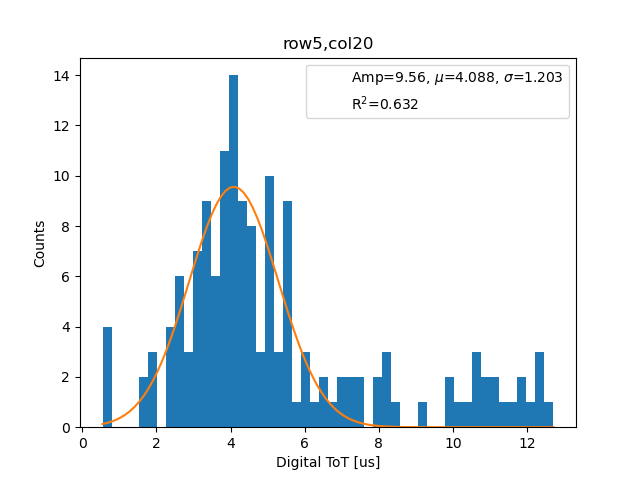 row5,col20
Amp=9.56, μ=4.088, σ=1.203
R²=0.632
14
12
10
8
6
4
2
0
Counts
0 2 4 6 8 10 12
Digital ToT [us]